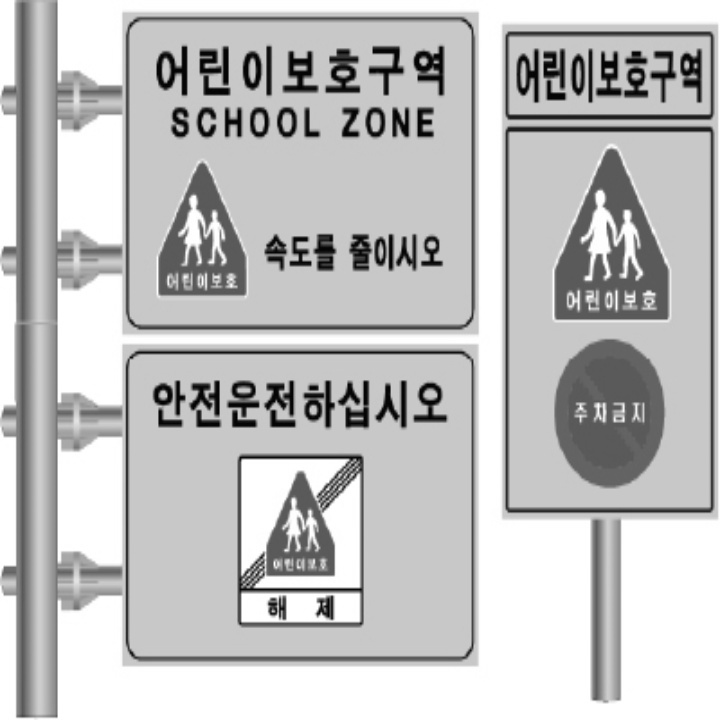 어린이보호구역
SCHOOL ZONE
어린이보호
속도를 줄이시오
안전운전하십시오
어린이보호
해 제
어린이보호구역
어린이보호
주차금지